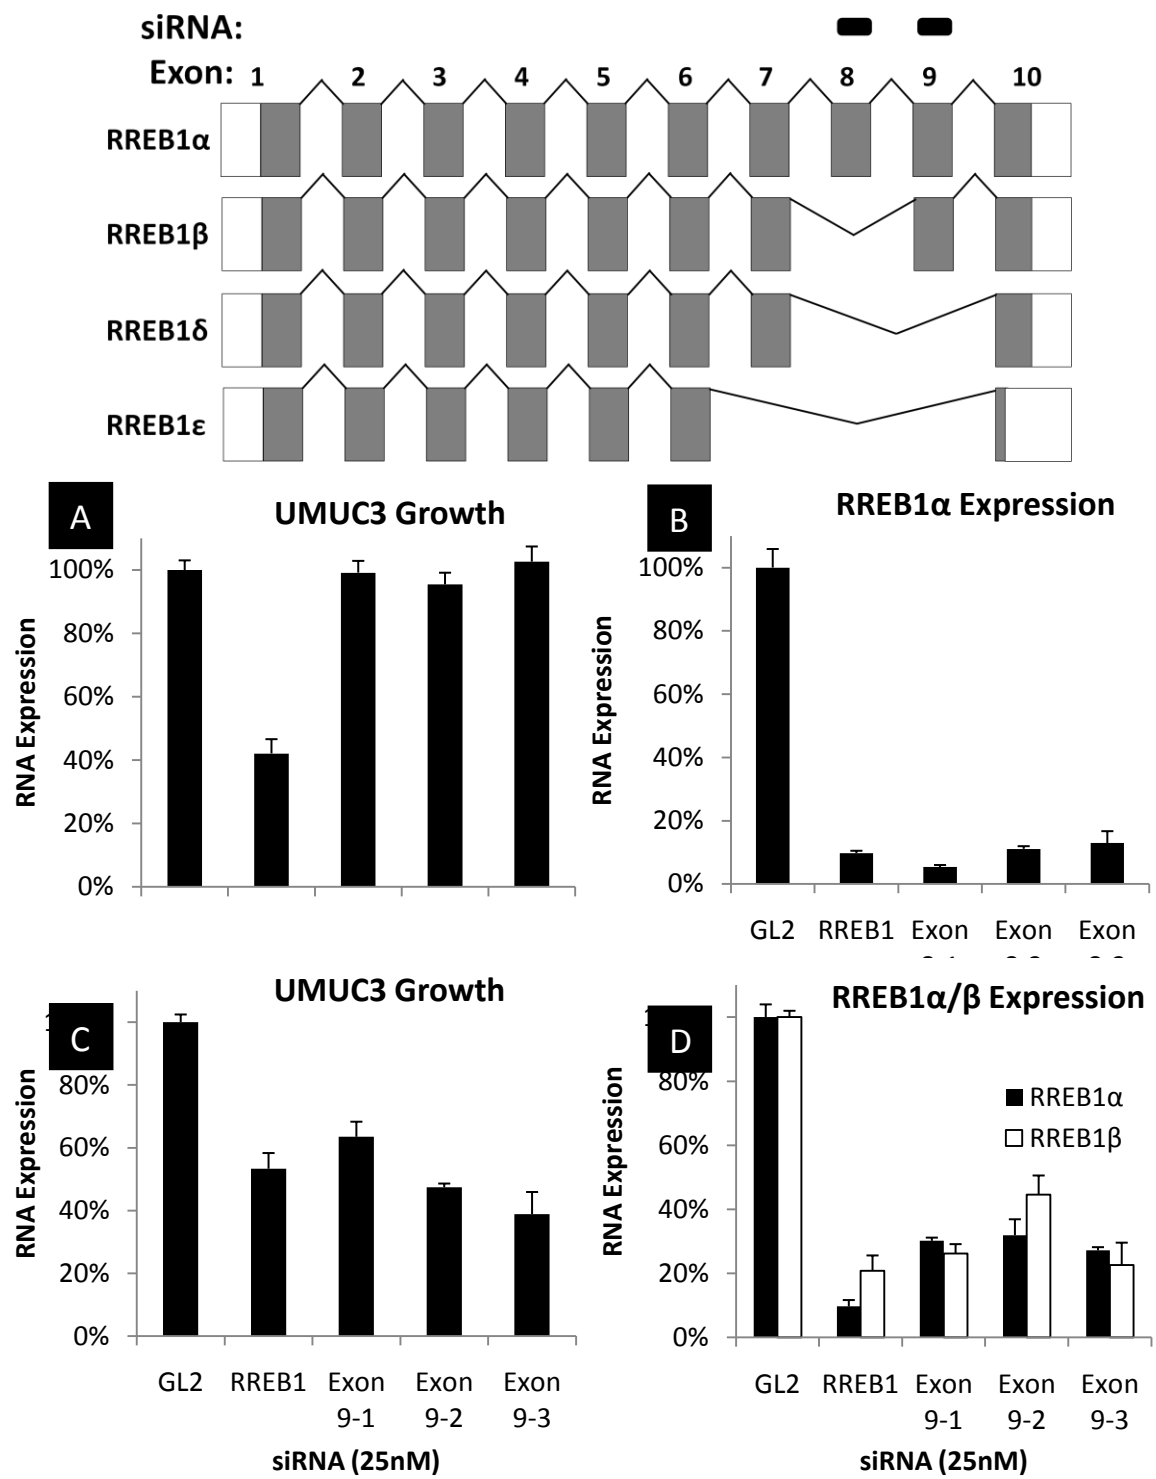 siRNA:
Exon: 1 2 3 4 5 6 7 8 9 10
RREB1α
RREB1β
RREB1δ
RREB1ε
A
UMUC3 Growth
RNA Expression
100%
80%
60%
40%
20%
0%
B
RREB1α Expression
RNA Expression
100%
80%
60%
40%
20%
0%
GL2 RREB1 Exon Exon Exon
C
UMUC3 Growth
RNA Expression
80%
60%
40%
20%
0%
GL2 RREB1 Exon Exon Exon
9-1 9-2 9-3
siRNA (25nM)
D
RREB1α/β Expression
RNA Expression
80%
60%
40%
20%
0%
RREB1α
RREB1β
GL2 RREB1 Exon Exon Exon
9-1 9-2 9-3
siRNA (25nM)